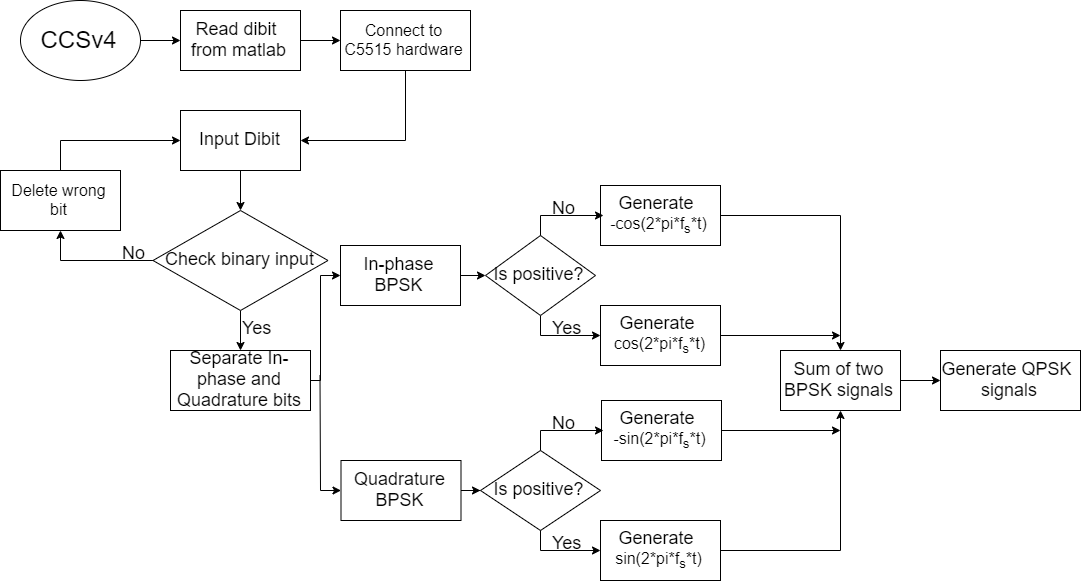 CCSv4
Read dibit
from matlab
Connect to
C5515 hardware
Input Dibit
Delete wrong
bit
No
Check binary input
Yes
Separate In-
phase and
Quadrature bits
In-phase
BPSK
Is positive?
No
Generate
-cos(2*pi*fs*t)
Yes
Generate
cos(2*pi*fs*t)
Quadrature
BPSK
Is positive?
No
Generate
-sin(2*pi*fs*t)
Yes
Generate
sin(2*pi*fs*t)
Sum of two
BPSK signals
Generate QPSK
signals